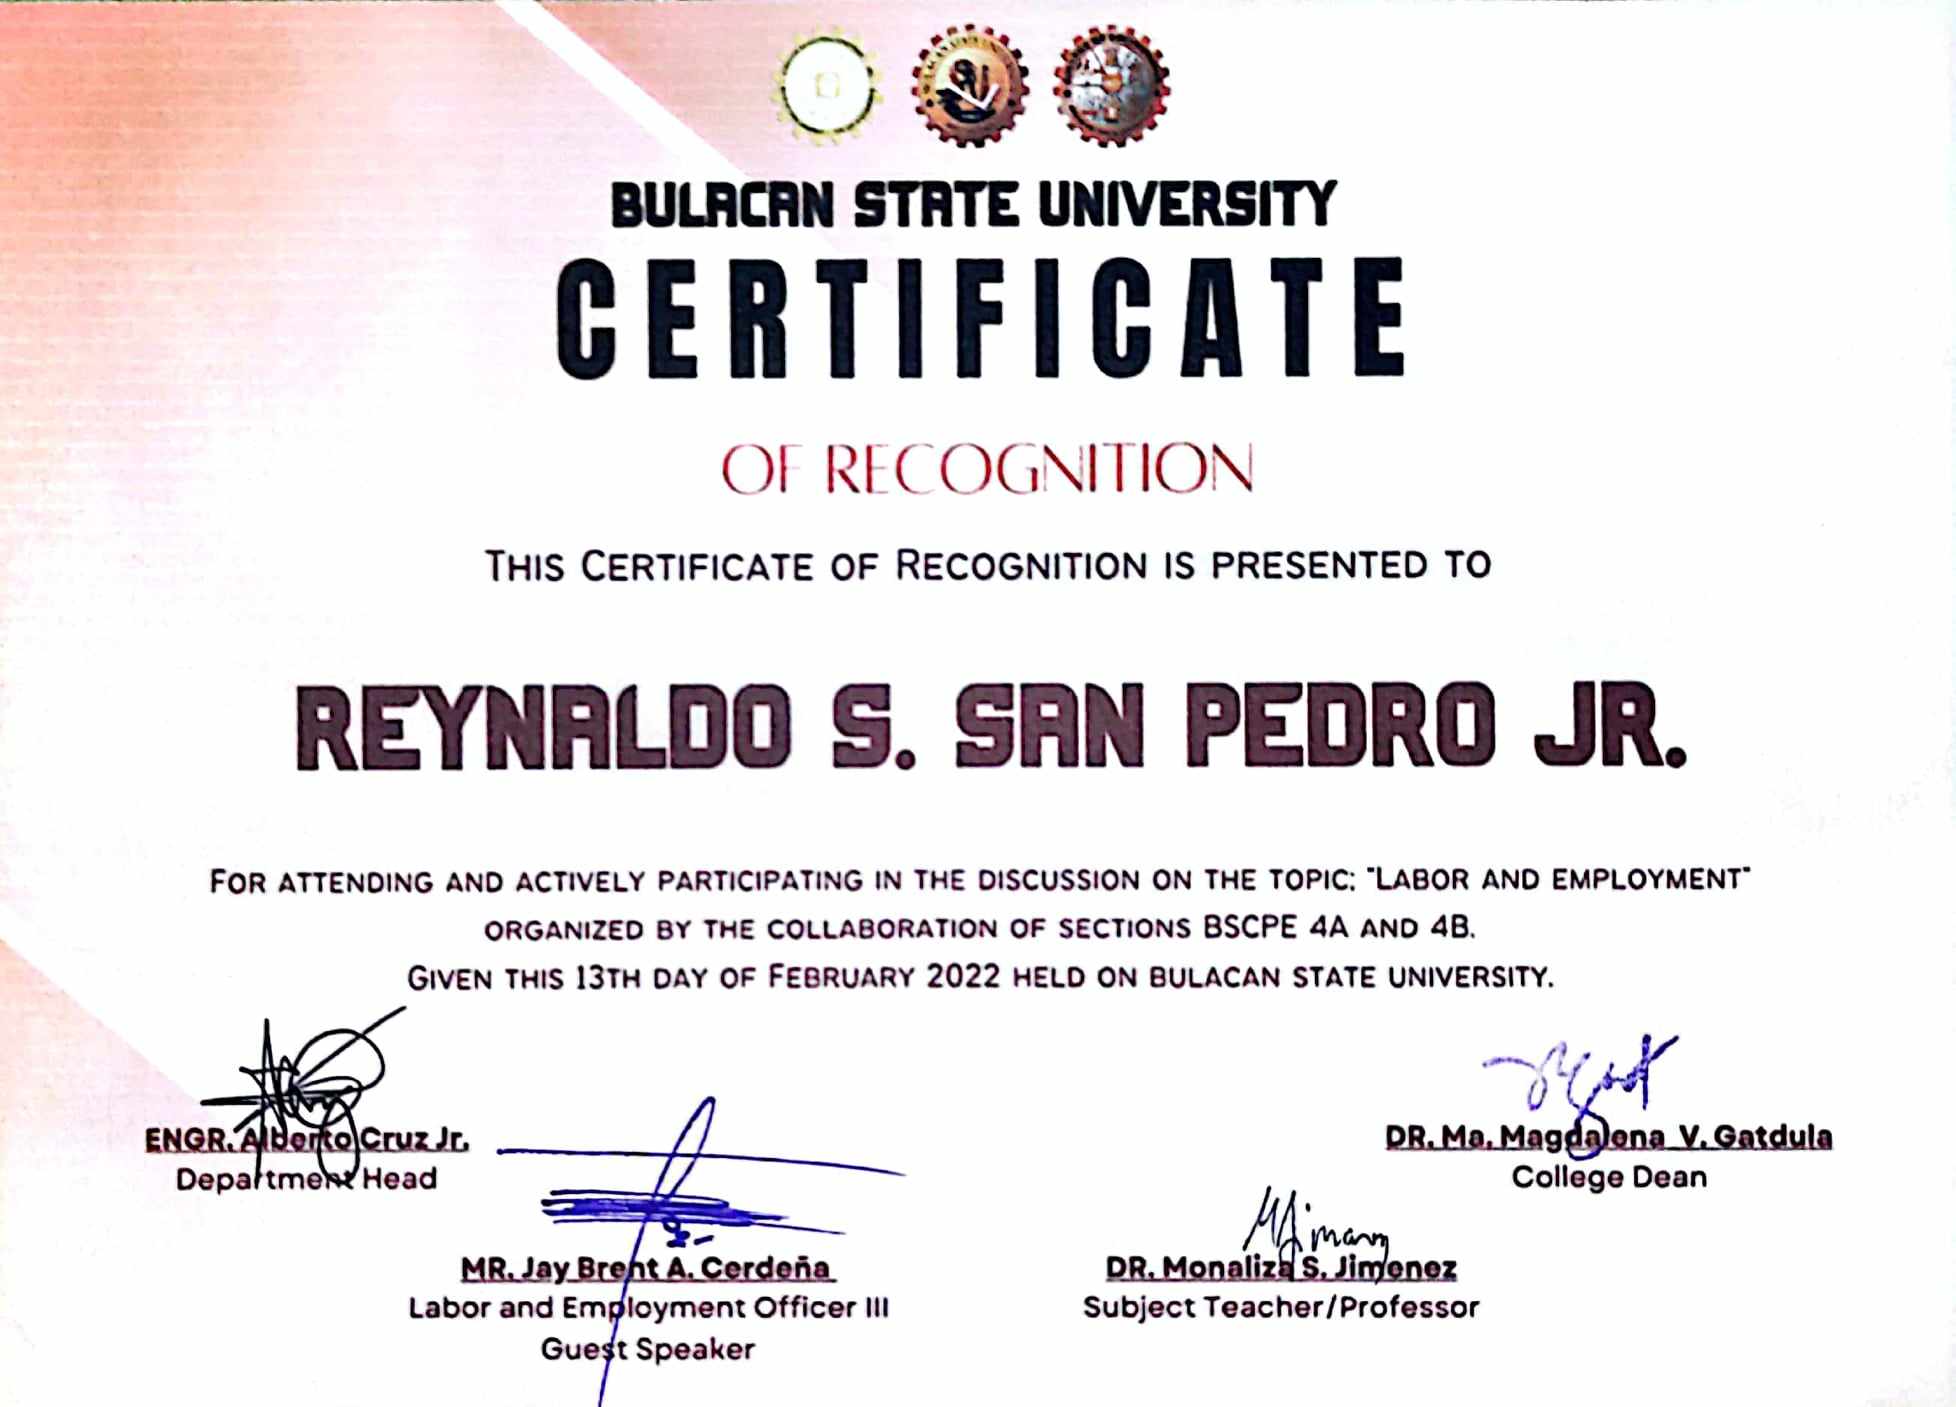 BULACAN STATE UNIVERSITY
CERTIFICATE
OF RECOGNITION
THIS CERTIFICATE OF RECOGNITION IS PRESENTED TO
REYNALDO S. SAN PEDRO JR.
FOR ATTENDING AND ACTIVELY PARTICIPATING IN THE DISCUSSION ON THE TOPIC: "LABOR AND EMPLOYMENT"
ORGANIZED BY THE COLLABORATION OF SECTIONS BSCPE 4A AND 4B.
GIVEN THIS 13TH DAY OF FEBRUARY 2022 HELD ON BULACAN STATE UNIVERSITY.
ENGR. Alberto Cruz Jr.
Department Head
DR. Ma. Magdalena V. Gatdula
College Dean
MR. Jay Brent A. Cerdeña
Labor and Employment Officer III
Guest Speaker
DR. Monaliza S. Jimenez
Subject Teacher/Professor